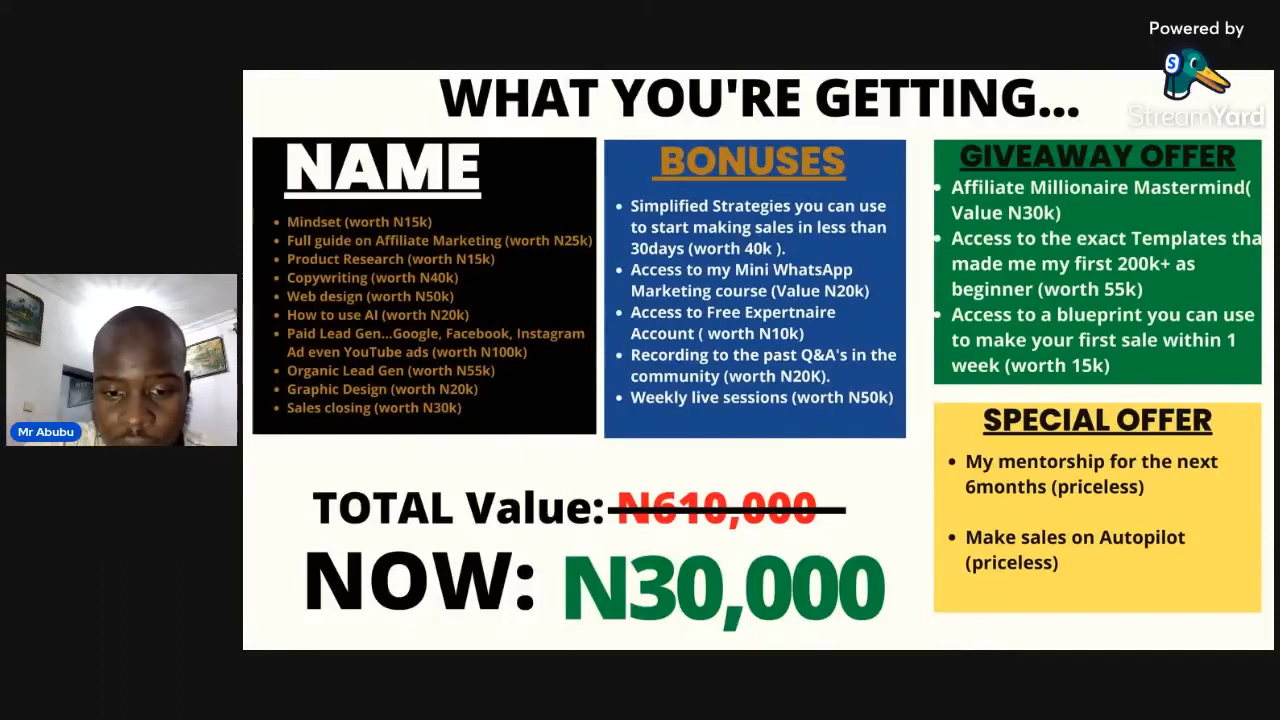 Powered by
StreamYard
WHAT YOU'RE GETTING...
NAME
Mindset (worth N15k)
Full guide on Affiliate Marketing (worth N25k)
Product Research (worth N15k)
Copywriting (worth N40k)
Web design (worth N50k)
How to use AI (worth N20k)
Paid Lead Gen...Google, Facebook, Instagram
Ad even YouTube ads (worth N100k)
Organic Lead Gen (worth N55k)
Graphic Design (worth N20k)
Sales closing (worth N30k)
BONUSES
Simplified Strategies you can use
to start making sales in less than
30days (worth 40k ).
Access to my Mini WhatsApp
Marketing course (Value N20k)
Access to Free Expertnaire
Account ( worth N10k)
Recording to the past Q&A's in the
community (worth N20K).
Weekly live sessions (worth N50k)
GIVEAWAY OFFER
Affiliate Millionaire Mastermind(
Value N30k)
Access to the exact Templates tha
made me my first 200k+ as
beginner (worth 55k)
Access to a blueprint you can use
to make your first sale within 1
week (worth 15k)
SPECIAL OFFER
My mentorship for the next
6months (priceless)
Make sales on Autopilot
(priceless)
TOTAL Value: N610,000
NOW: N30,000
Mr Abubu